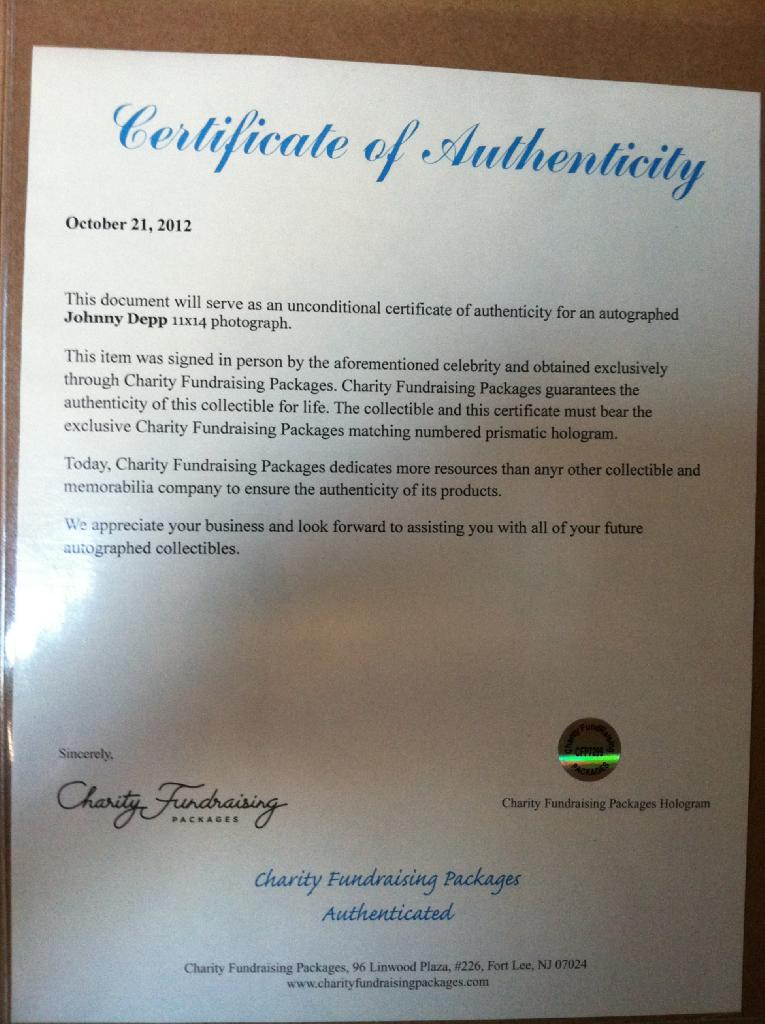 Certificate of Authenticity
October 21, 2012
This document will serve as an unconditional certificate of authenticity for an autographed
Johnny Depp 11x14 photograph.
This item was signed in person by the aforementioned celebrity and obtained exclusively
through Charity Fundraising Packages. Charity Fundraising Packages guarantees the
authenticity of this collectible for life. The collectible and this certificate must bear the
exclusive Charity Fundraising Packages matching numbered prismatic hologram.
Today, Charity Fundraising Packages dedicates more resources than anyr other collectible and
memorabilia company to ensure the authenticity of its products.
We appreciate your business and look forward to assisting you with all of your future
autographed collectibles.
Sincerely,
Charity Fundraising
PACKAGES
Charity Fundraising
PACKAGES
Charity Fundraising Packages Hologram
Charity Fundraising Packages
Authenticated
Charity Fundraising Packages, 96 Linwood Plaza, #226, Fort Lee, NJ 07024
www.charityfundraisingpackages.com